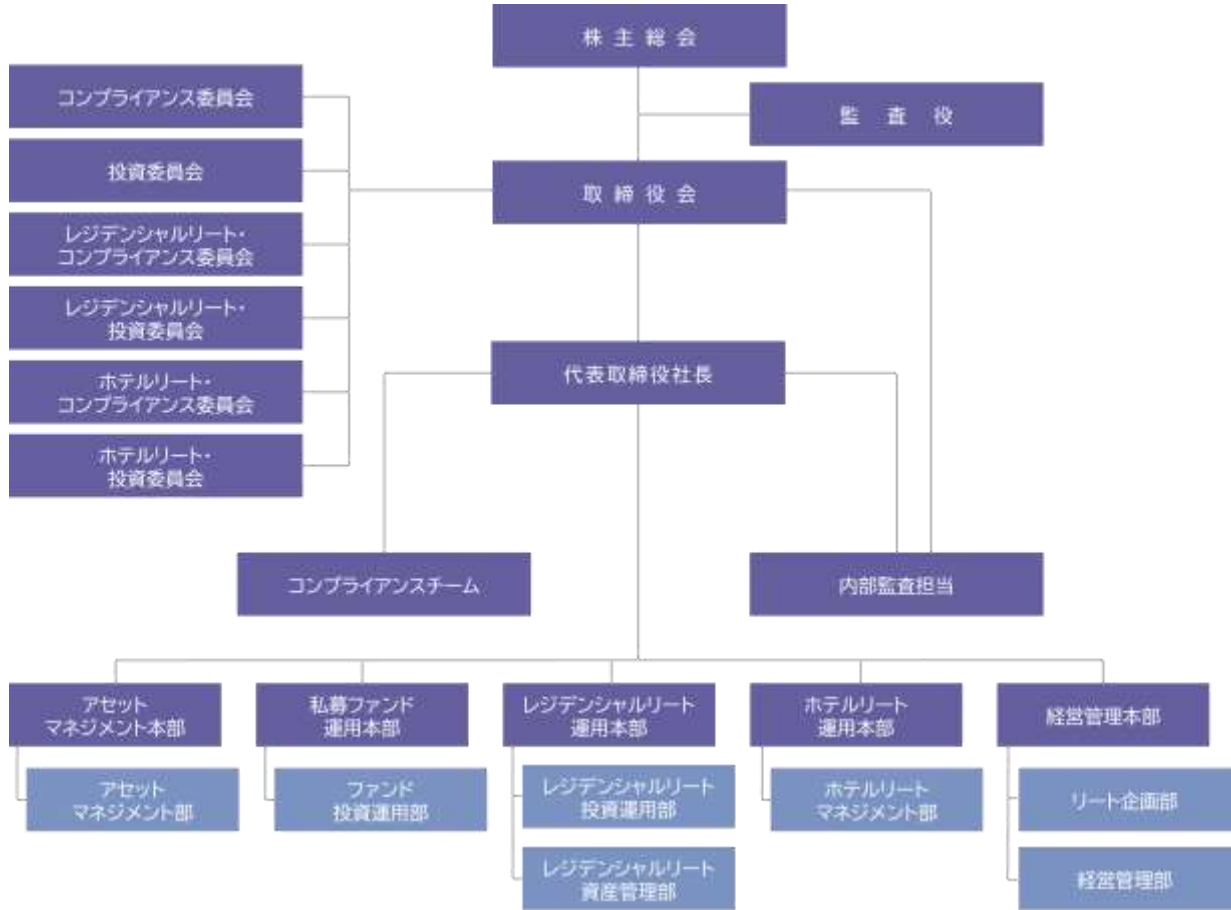 株主総会
監査役
コンプライアンス委員会
投資委員会
レジデンシャルリート・
コンプライアンス委員会
レジデンシャルリート・
投資委員会
ホテルリート・
コンプライアンス委員会
ホテルリート・
投資委員会
取締役会
代表取締役社長
コンプライアンスチーム
内部監査担当
アセット
マネジメント本部
アセット
マネジメント部
私募ファンド
運用本部
ファンド
投資運用部
レジデンシャルリート
運用本部
レジデンシャルリート
投資運用部
レジデンシャルリート
資産管理部
ホテルリート
運用本部
ホテルリート
マネジメント部
経営管理本部
リート企画部
経営管理部